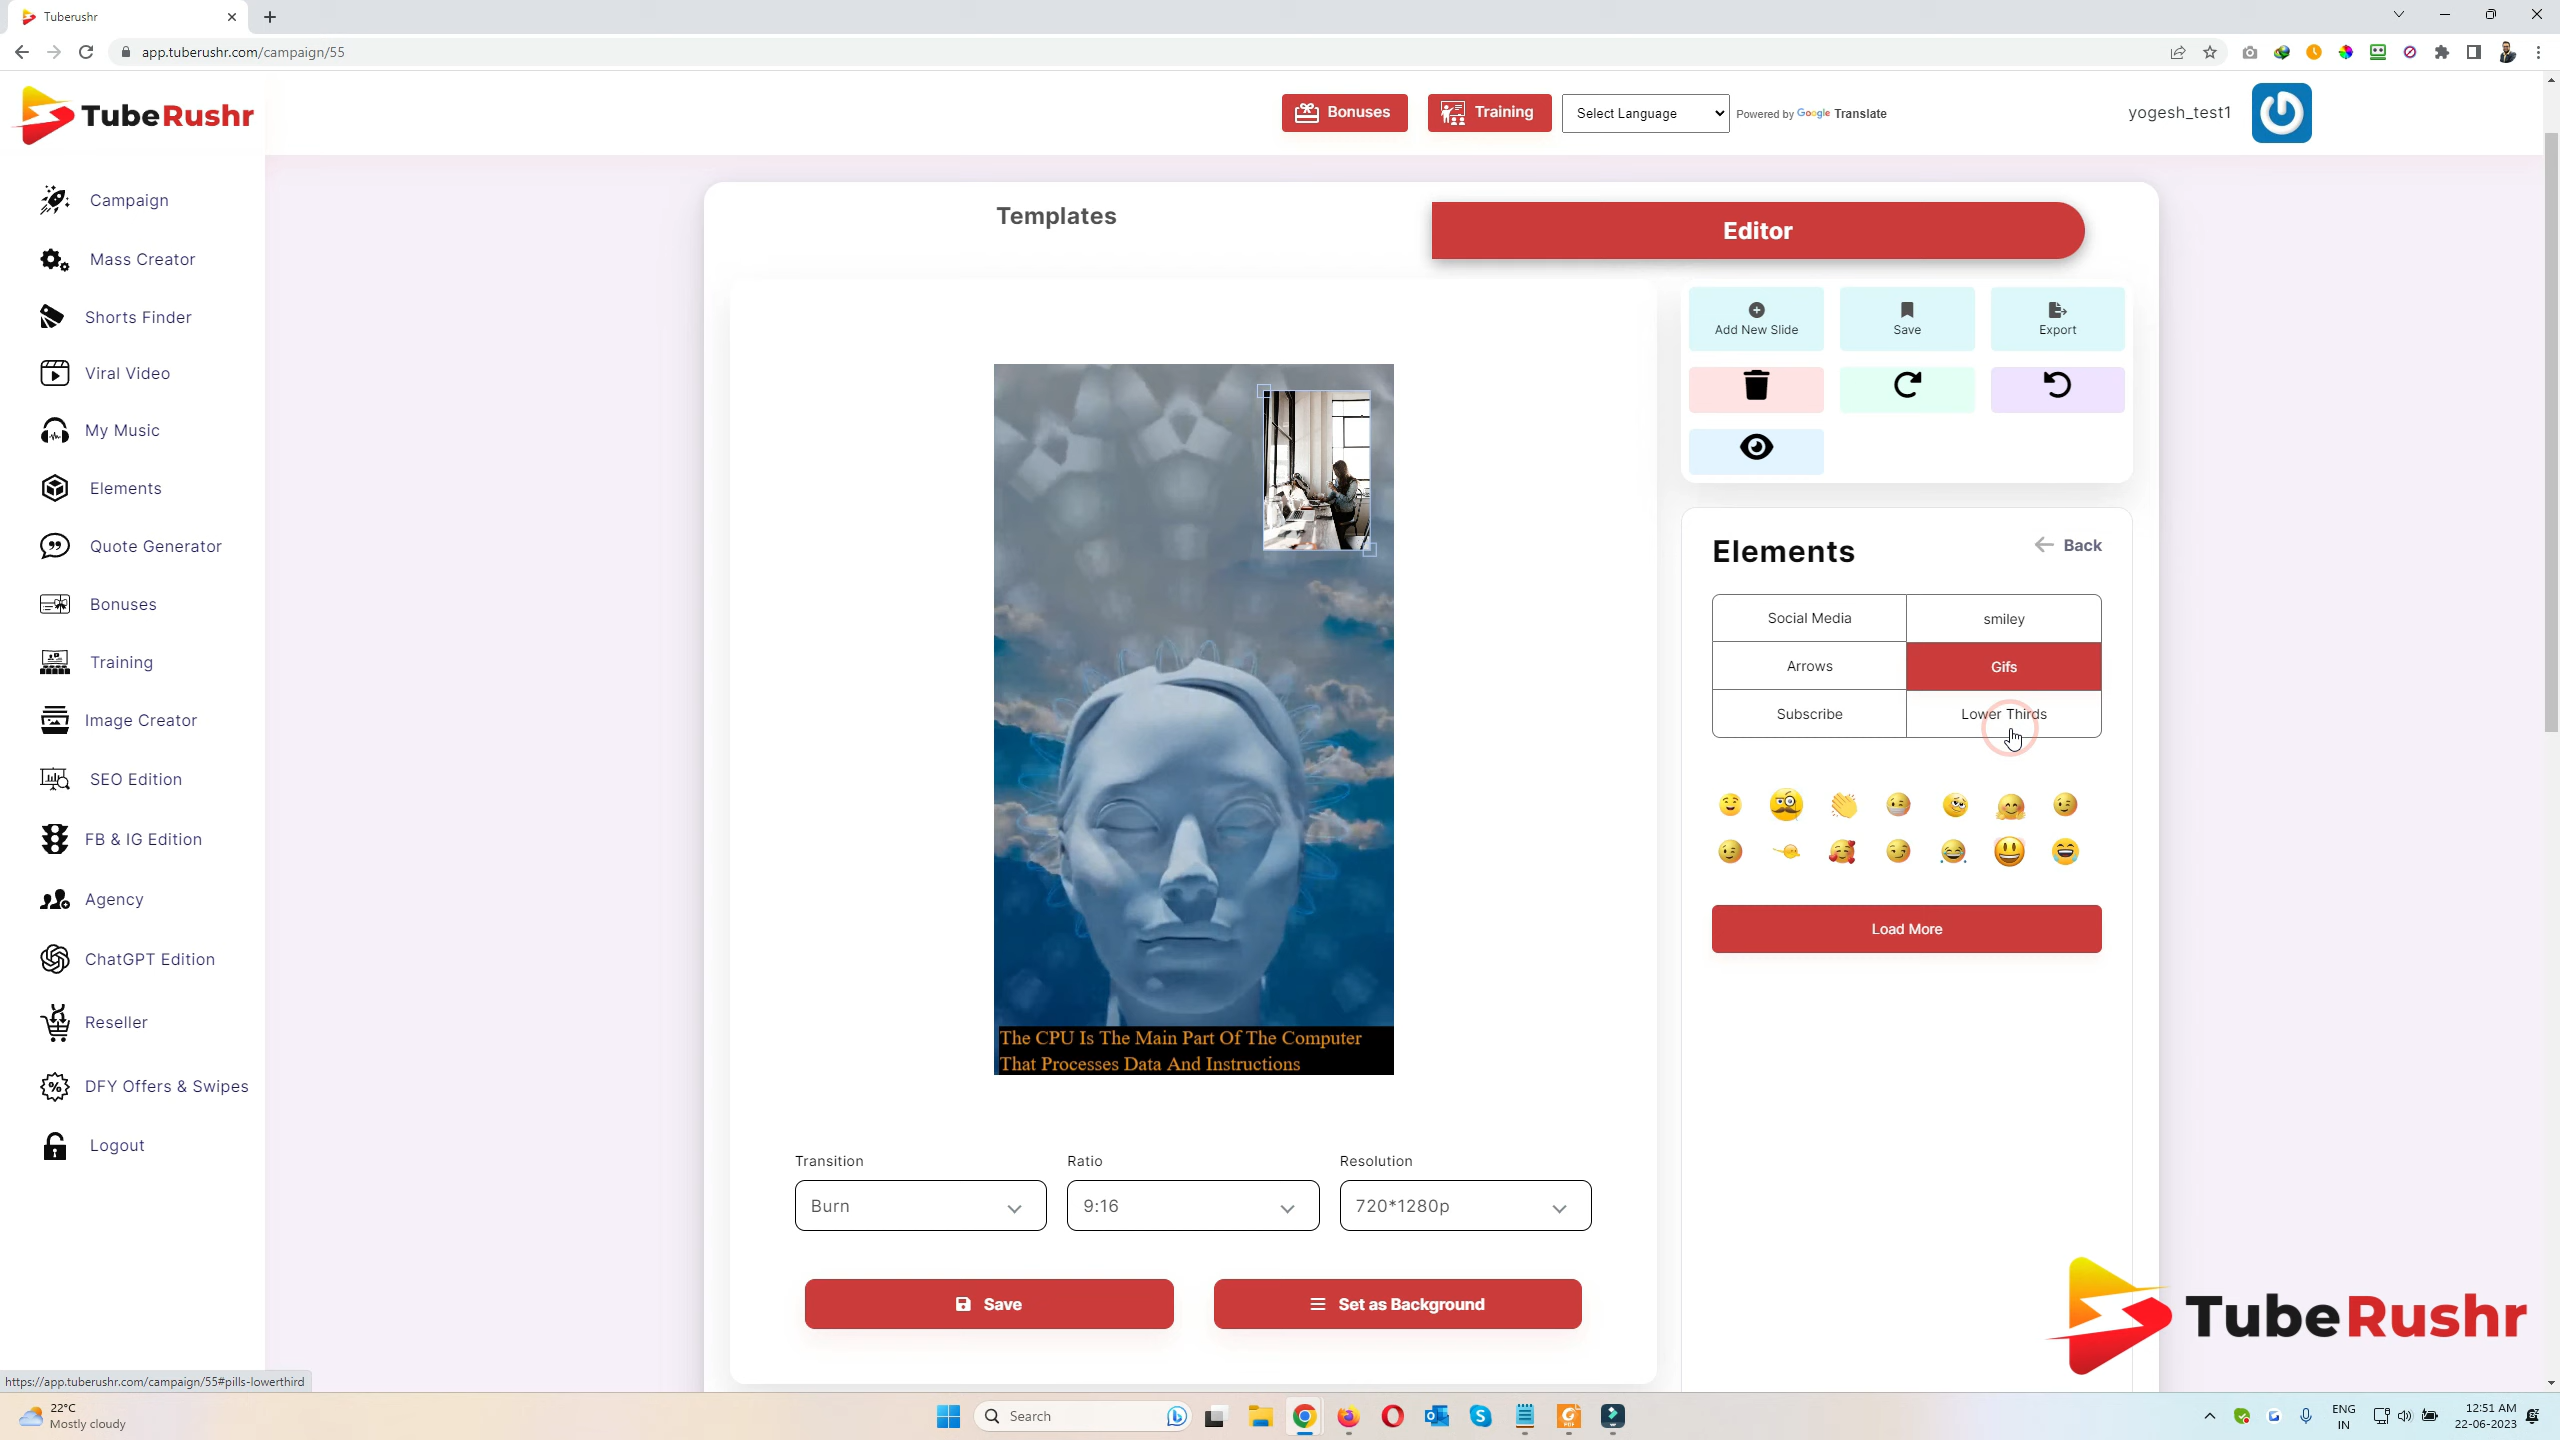 Tuberushr
app.tuberushr.com/campaign/55
TubeRushr
Bonuses
Training
Select Language
Powered by Google Translate
yogesh_test1
Campaign
Mass Creator
Shorts Finder
Viral Video
My Music
Elements
Quote Generator
Bonuses
Training
Image Creator
SEO Edition
FB & IG Edition
Agency
ChatGPT Edition
Reseller
DFY Offers & Swipes
Logout
Templates
Editor
Add New Slide
Save
Export
Elements
Back
Social Media
smiley
Arrows
Gifs
Subscribe
Lower Thirds
Load More
The CPU Is The Main Part Of The Computer
That Processes Data And Instructions
Transition
Ratio
Resolution
Burn
9:16
720*1280p
Save
Set as Background
TubeRushr
https://app.tuberushr.com/campaign/55#pills-lowerthird
22°C
Mostly cloudy
Search
ENG
IN
12:51 AM
22-06-2023